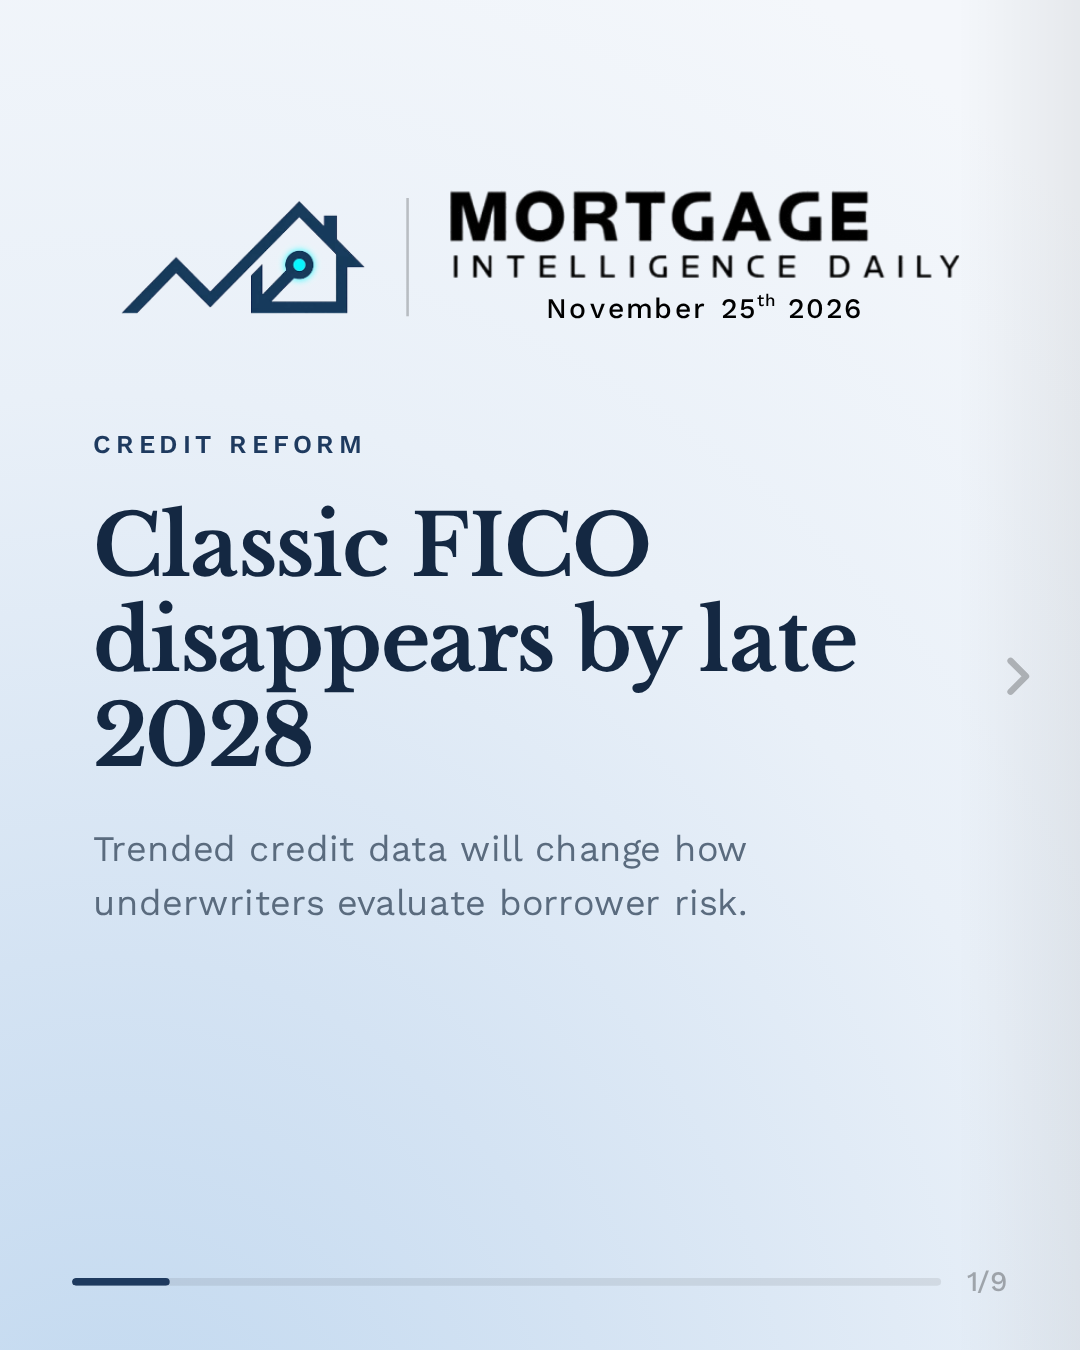 MORTGAGE
INTELLIGENCE DAILY
November 25th 2026
CREDIT REFORM
Classic FICO
disappears by late
2028
Trended credit data will change how
underwriters evaluate borrower risk.
1/9